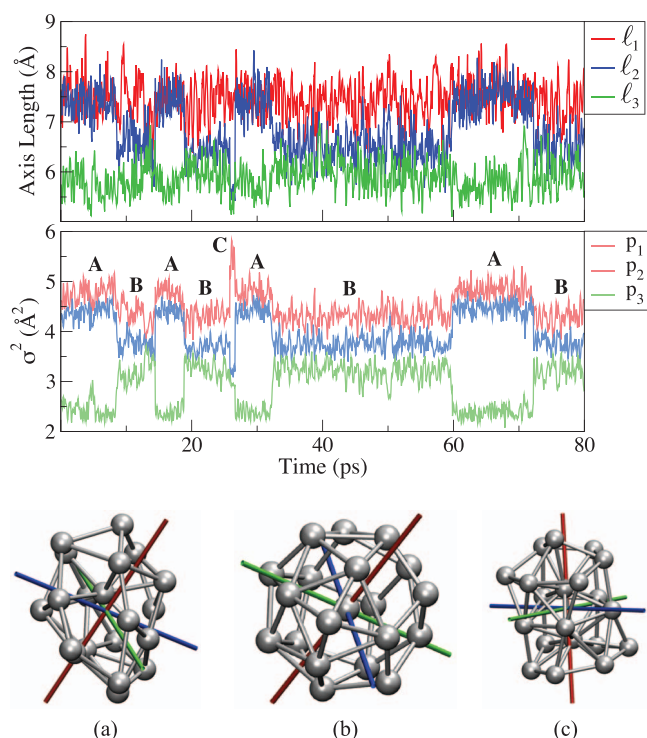 9
8
7
6
Axis Length (Å)
ℓ1
ℓ2
ℓ3
6
5
4
3
2
σ² (Å²)
A
B
A
B
C
A
B
A
B
p1
p2
p3
20
40
60
80
Time (ps)
(a)
(b)
(c)